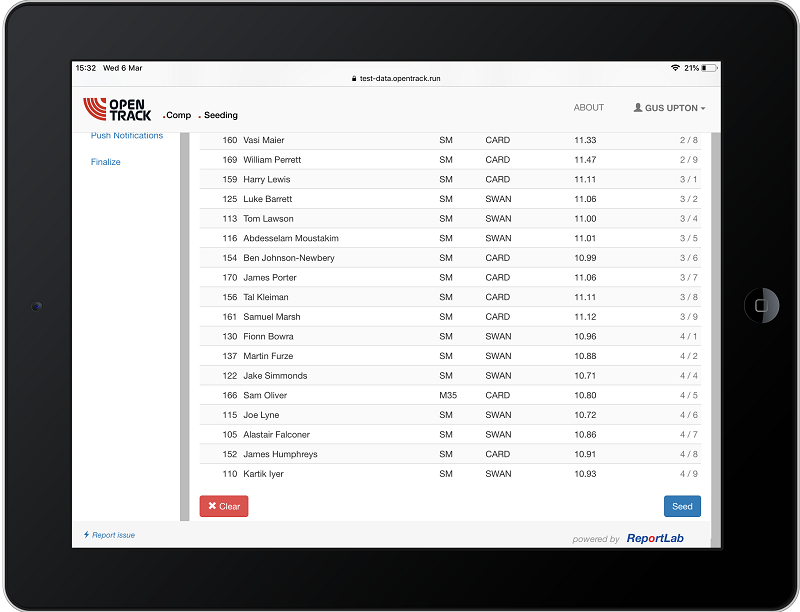 15:32 Wed 6 Mar
21%
test-data.opentrack.run
OPEN
TRACK
.Comp . Seeding
ABOUT
GUS UPTON
Push Notifications
Finalize
160 Vasi Maier SM CARD 11.33 2 / 8
169 William Perrett SM CARD 11.47 2 / 9
159 Harry Lewis SM CARD 11.11 3 / 1
125 Luke Barrett SM SWAN 11.06 3 / 2
113 Tom Lawson SM SWAN 11.00 3 / 4
116 Abdesselam Moustakim SM SWAN 11.01 3 / 5
154 Ben Johnson-Newbery SM CARD 10.99 3 / 6
170 James Porter SM CARD 11.06 3 / 7
156 Tal Kleiman SM CARD 11.11 3 / 8
161 Samuel Marsh SM CARD 11.12 3 / 9
130 Fionn Bowra SM SWAN 10.96 4 / 1
137 Martin Furze SM SWAN 10.88 4 / 2
122 Jake Simmonds SM SWAN 10.71 4 / 4
166 Sam Oliver M35 CARD 10.80 4 / 5
115 Joe Lyne SM SWAN 10.72 4 / 6
105 Alastair Falconer SM SWAN 10.86 4 / 7
152 James Humphreys SM CARD 10.91 4 / 8
110 Kartik Iyer SM SWAN 10.93 4 / 9
Clear
Seed
Report issue
powered by ReportLab